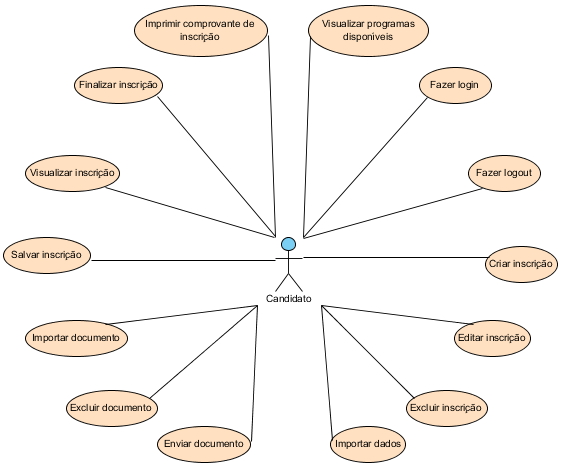 Imprimir comprovante de
inscrição
Visualizar programas
disponiveis
Finalizar inscrição
Fazer login
Visualizar inscrição
Fazer logout
Salvar inscrição
Criar inscrição
Candidato
Importar documento
Editar inscrição
Excluir documento
Excluir inscrição
Enviar documento
Importar dados